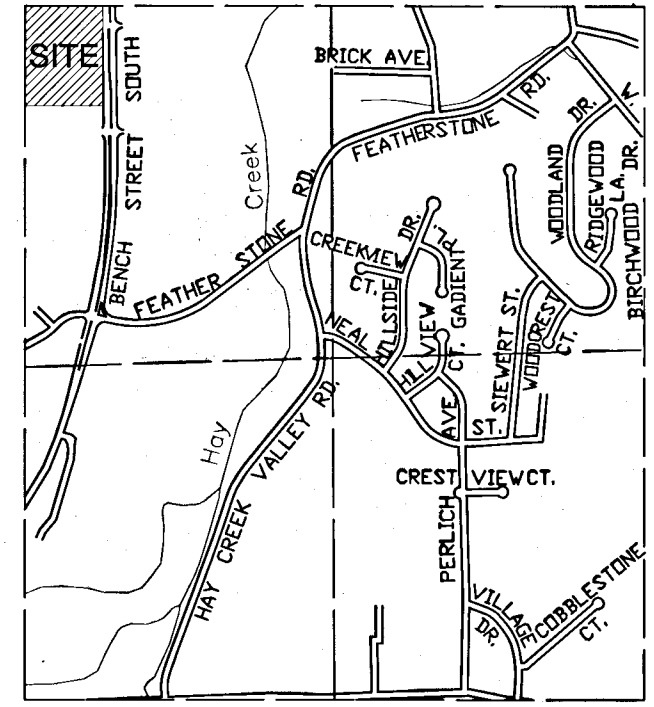 SITE
BENCH STREET SOUTH
BRICK AVE.
FEATHERSTONE RD.
Creek
FEATHER STONE RD.
CREEKVIEW CT.
HILLSIDE DR.
GADIENT PL.
WOODLAND DR.
RIDGEWOOD LA.
BIRCHWOOD DR.
W.
NEAL ST.
HILLVIEW CT.
SIEWERT ST.
WOODCREST CT.
Hay
HAY CREEK VALLEY RD.
CREST VIEW CT.
PERLICH AVE
VILLAGE DR.
COBBLESTONE CT.